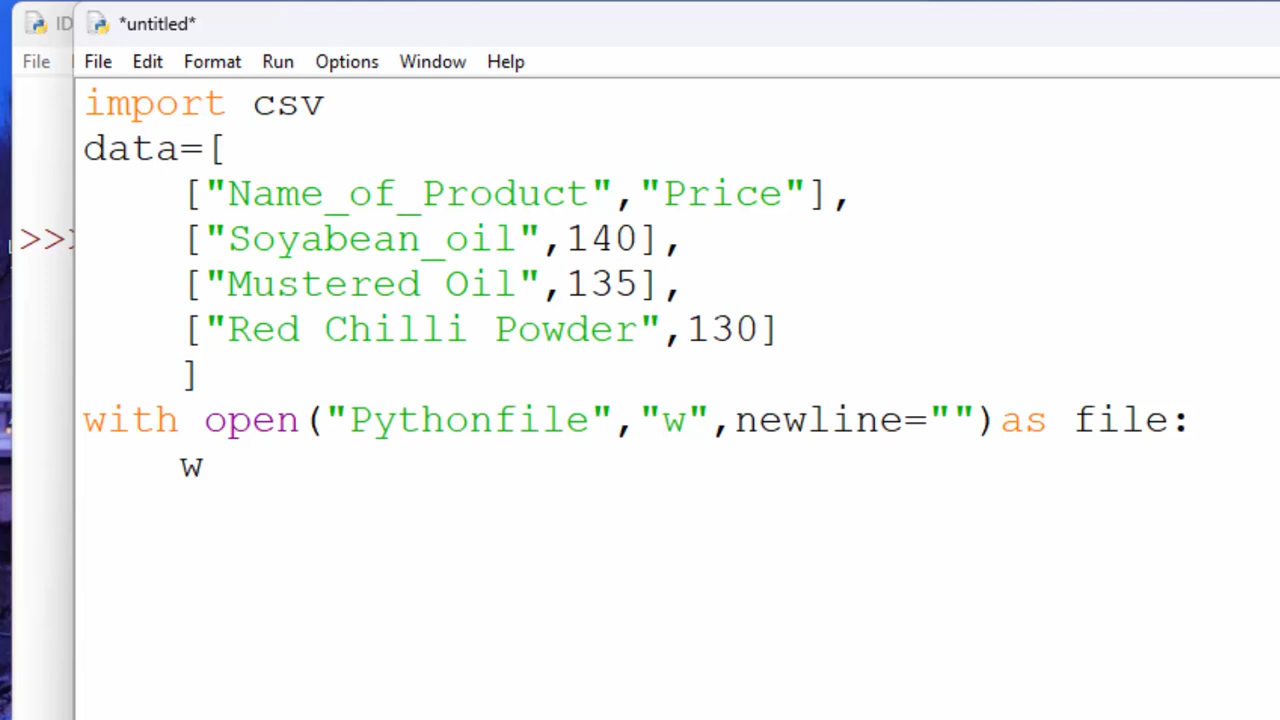 ID *untitled*
File File Edit Format Run Options Window Help
import csv
data=[
["Name_of_Product","Price"],
["Soyabean_oil",140],
["Mustered Oil",135],
["Red Chilli Powder",130]
]
with open("Pythonfile","w",newline="")as file:
w
>>>